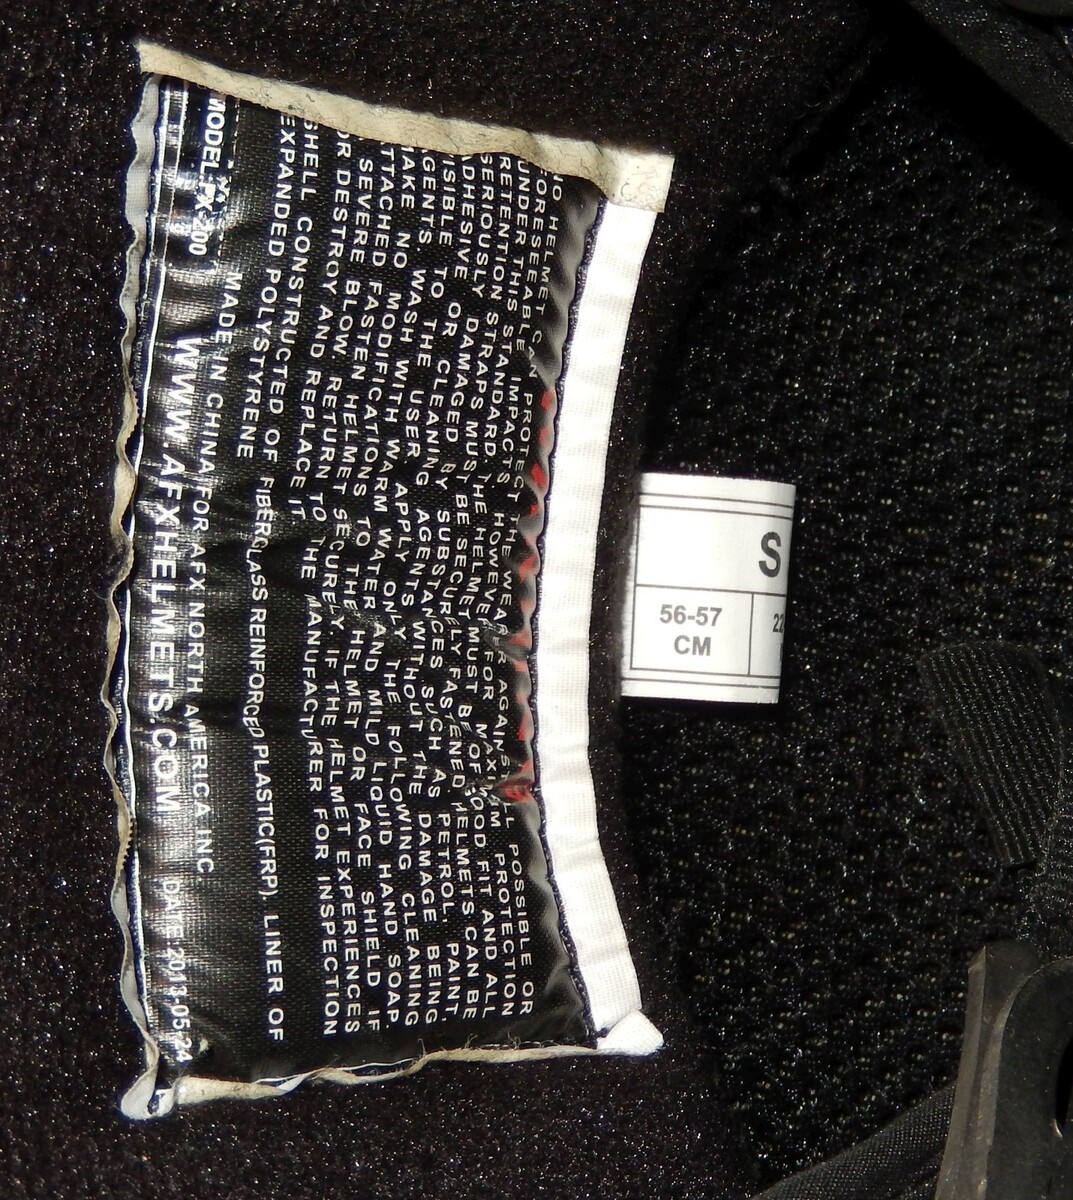 NO HELMET CAN PROTECT THE WEARER AGAINST ALL POSSIBLE OR
FORESEEABLE IMPACTS HOWEVER FOR MAXIMUM PROTECTION
UNDER THIS STANDARD, THE HELMET MUST BE OF GOOD FIT AND ALL
RETENTION STRAPS MUST BE SECURELY FASTENED HELMETS CAN BE
SERIOUSLY DAMAGED BY SUBSTANCES SUCH AS PETROL, PAINT,
ADHESIVE OR CLEANING AGENTS WITHOUT THE DAMAGE BEING
VISIBLE TO THE USER APPLY ONLY THE FOLLOWING CLEANING
AGENTS. WASH WITH WARM WATER AND MILD LIQUID HAND SOAP.
MAKE NO MODIFICATIONS TO THE HELMET OR FACE SHIELD IF
ATTACHED FASTEN HELMET SECURELY. IF THE HELMET EXPERIENCES
SEVERE BLOW, RETURN TO THE MANUFACTURER FOR INSPECTION
OR DESTROY AND REPLACE IT
SHELL CONSTRUCTED OF FIBERGLASS REINFORCED PLASTIC(FRP). LINER OF
EXPANDED POLYSTYRENE
MADE IN CHINA FOR AFX NORTH AMERICA INC
MODEL:FX-200
WWW.AFXHELMETS.COM
DATE:2013-05-24
S
56-57
CM
22